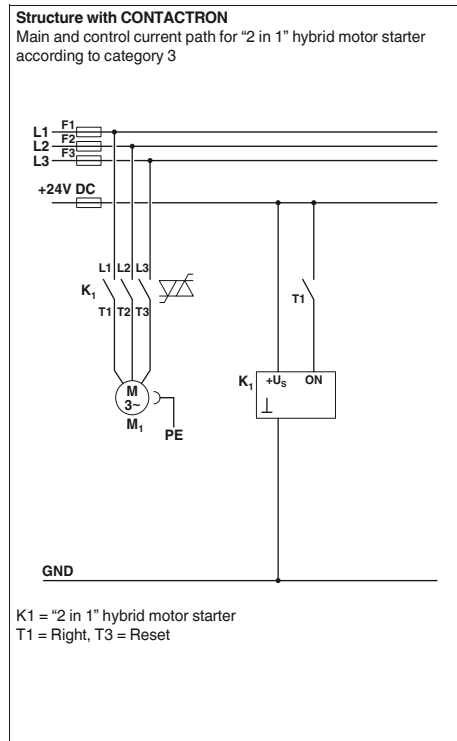 Structure with CONTACTRON
Main and control current path for “2 in 1” hybrid motor starter
according to category 3
L1 F1
L2 F2
L3 F3
+24V DC
L1 L2 L3
K1
T1 T2 T3
T1
M
3~
M1
PE
K1 +US ON
GND
K1 = “2 in 1” hybrid motor starter
T1 = Right, T3 = Reset